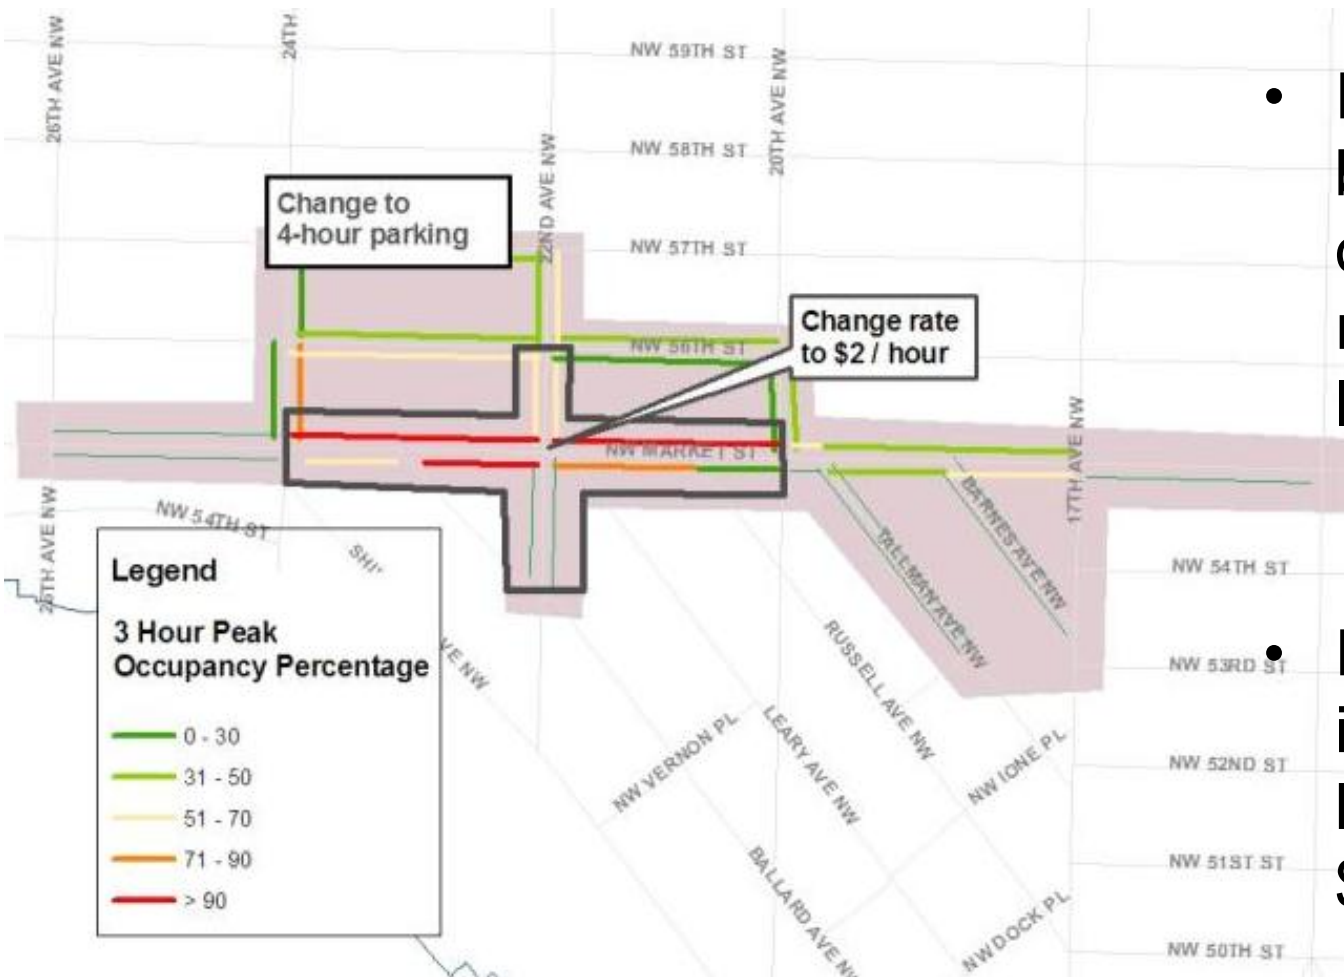 26TH AVE NW
24TH
22ND AVE NW
20TH AVE NW
NW 59TH ST
NW 58TH ST
NW 57TH ST
NW 56TH ST
Change to
4-hour parking
Change rate
to $2 / hour
NW MARKET ST
17TH AVE NW
26TH AVE NW
NW 54TH ST
BARNES AVE NW
TALLMAN AVE NW
NW 54TH ST
NW 53RD ST
NW 52ND ST
NW 51ST ST
NW 50TH ST
RUSSELL AVE NW
LEARY AVE NW
NW VERNON PL
NW IONE PL
NW DOCK PL
BALLARD AVE NW
VE NW
Legend
3 Hour Peak
Occupancy Percentage
0 - 30
31 - 50
51 - 70
71 - 90
> 90